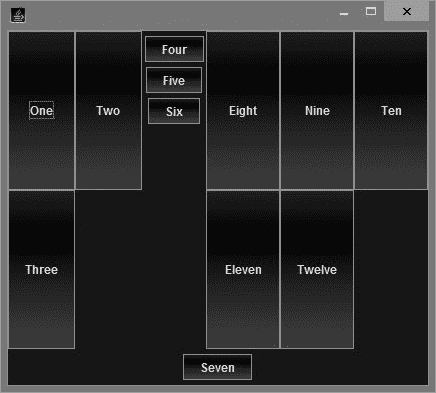 Four
Five
One Two Six Eight Nine Ten
Three Eleven Twelve
Seven